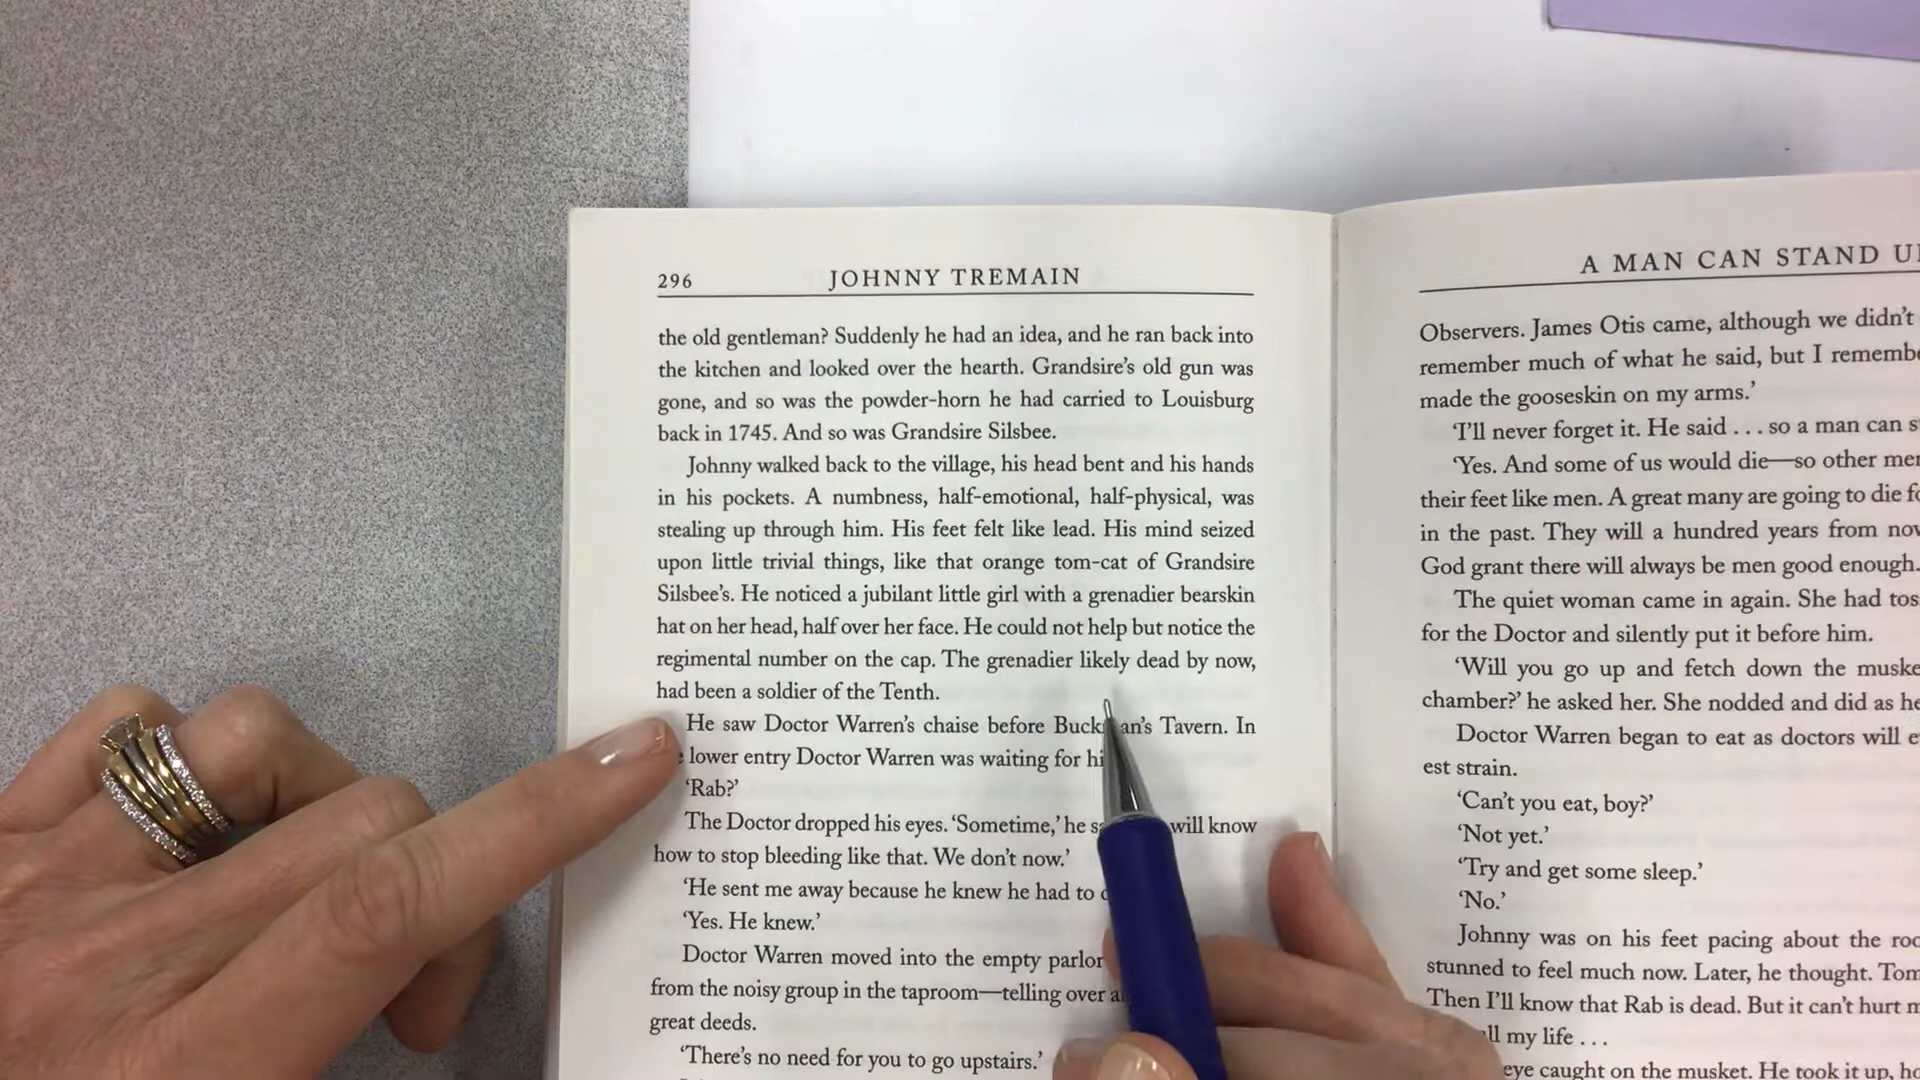 296 JOHNNY TREMAIN
the old gentleman? Suddenly he had an idea, and he ran back into
the kitchen and looked over the hearth. Grandsire's old gun was
gone, and so was the powder-horn he had carried to Louisburg
back in 1745. And so was Grandsire Silsbee.
Johnny walked back to the village, his head bent and his hands
in his pockets. A numbness, half-emotional, half-physical, was
stealing up through him. His feet felt like lead. His mind seized
upon little trivial things, like that orange tom-cat of Grandsire
Silsbee's. He noticed a jubilant little girl with a grenadier bearskin
hat on her head, half over her face. He could not help but notice the
regimental number on the cap. The grenadier likely dead by now,
had been a soldier of the Tenth.
He saw Doctor Warren's chaise before Tavern. In
lower entry Doctor Warren was waiting for
'Rab?'
The Doctor dropped his eyes. 'Sometime,' he will know
how to stop bleeding like that. We don't now.'
'He sent me away because he knew he had to
'Yes. He knew.'
Doctor Warren moved into the empty parlor
from the noisy group in the taproom—telling over
great deeds.
'There's no need for you to go upstairs.'
A MAN CAN STAND
Observers. James Otis came, although we didn't
remember much of what he said, but I
made the gooseskin on my arms.'
'I'll never forget it. He said . . . so a man can
'Yes. And some of us would die—so other
their feet like men. A great many are going to die
in the past. They will a hundred years from
God grant there will always be men good enough.
The quiet woman came in again. She had
for the Doctor and silently put it before him.
'Will you go up and fetch down the
chamber?' he asked her. She nodded and did as
Doctor Warren began to eat as doctors will
est strain.
'Can't you eat, boy?'
'Not yet.'
'Try and get some sleep.'
'No.'
Johnny was on his feet pacing about the
stunned to feel much now. Later, he thought.
Then I'll know that Rab is dead. But it can't hurt
my life . . .
eye caught on the musket. He took it up,